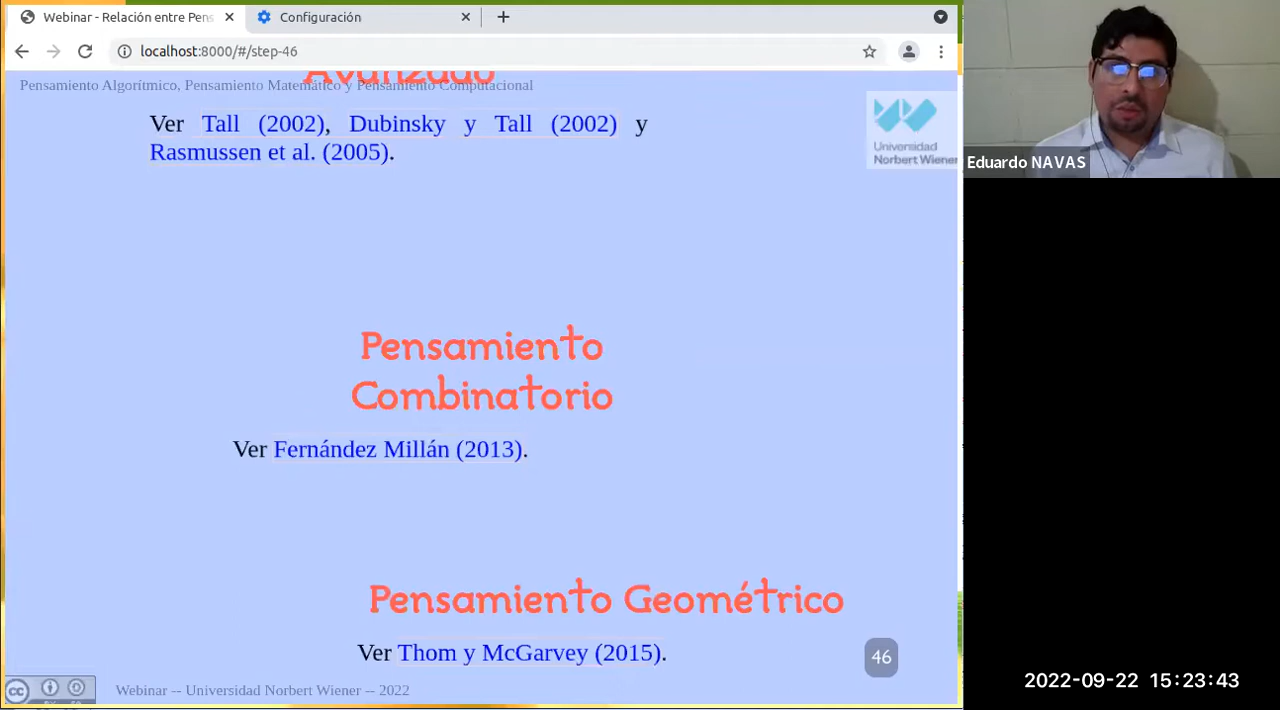 Webinar - Relación entre Pens
Configuración
localhost:8000/#/step-46
Avanzado
Pensamiento Algorítmico, Pensamiento Matemático y Pensamiento Computacional
Ver Tall (2002), Dubinsky y Tall (2002) y
Rasmussen et al. (2005).
Universidad
Norbert Wiener
Eduardo NAVAS
Pensamiento
Combinatorio
Ver Fernández Millán (2013).
Pensamiento Geométrico
Ver Thom y McGarvey (2015).
46
2022-09-22 15:23:43
cc
Webinar -- Universidad Norbert Wiener -- 2022